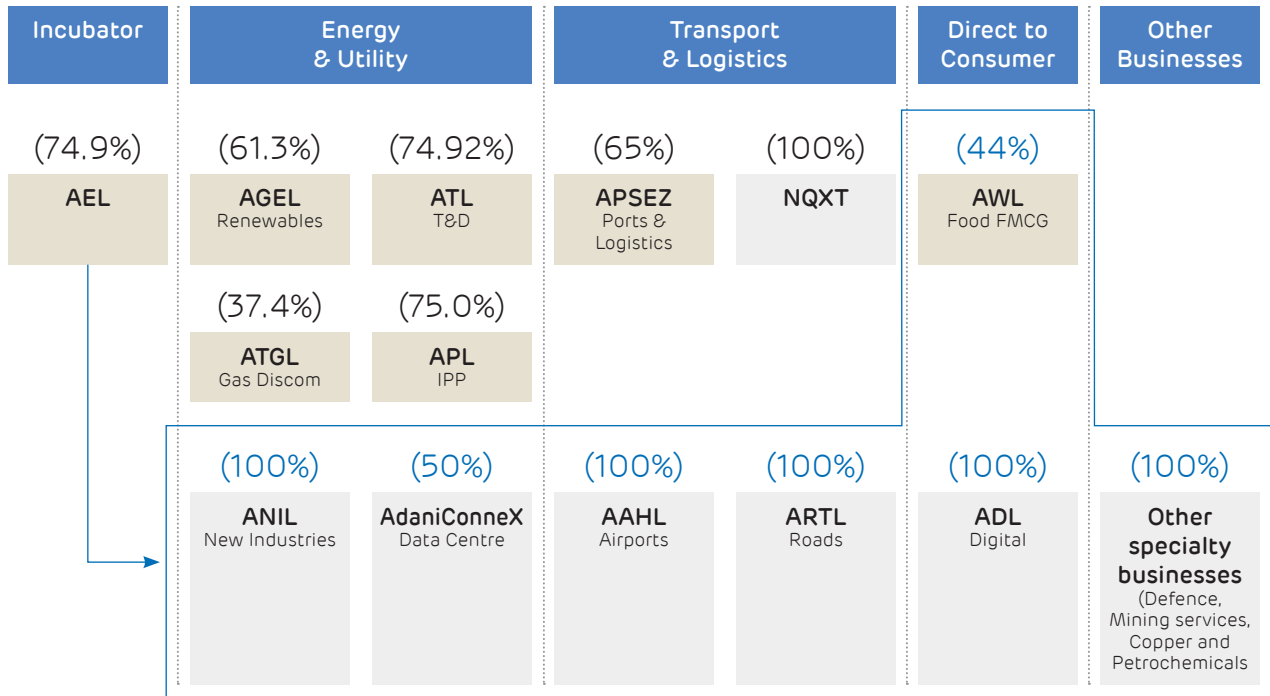 Incubator
Energy
& Utility
Transport
& Logistics
Direct to
Consumer
Other
Businesses
(74.9%)
AEL
(61.3%)
AGEL
Renewables
(74.92%)
ATL
T&D
(65%)
APSEZ
Ports &
Logistics
(100%)
NQXT
(44%)
AWL
Food FMCG
(37.4%)
ATGL
Gas Discom
(75.0%)
APL
IPP
(100%)
ANIL
New Industries
(50%)
AdaniConneX
Data Centre
(100%)
AAHL
Airports
(100%)
ARTL
Roads
(100%)
ADL
Digital
(100%)
Other
specialty
businesses
(Defence,
Mining services,
Copper and
Petrochemicals